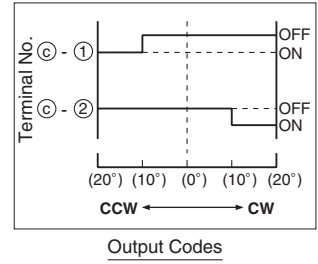 Terminal No.
ⓒ - ①
OFF
ON
ⓒ - ②
OFF
ON
(20˚) (10˚) (0˚) (10˚) (20˚)
CCW CW
Output Codes